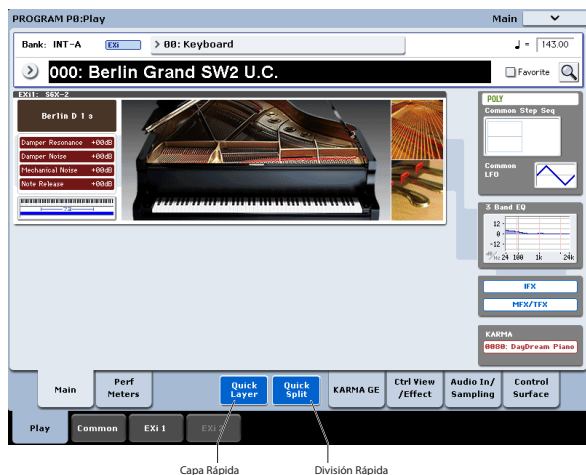 PROGRAM P0:Play
Main
Bank: INT-A
EXi
> 00: Keyboard
♩ = 143.00
000: Berlin Grand SW2 U.C.
Favorite
EXi1: SGX-2
Berlin D 1 s
Damper Resonance +00dB
Damper Noise +00dB
Mechanical Noise +00dB
Note Release +00dB
73
POLY
Common Step Seq
Common
LFO
3 Band EQ
12
0
-12
dB/Hz 24 100 1k 24k
IFX
MFX/TFX
KARMA
0080: DayDream Piano
Main
Perf
Meters
Quick
Layer
Quick
Split
KARMA GE
Ctrl View
/Effect
Audio In/
Sampling
Control
Surface
Play
Common
EXi 1
EXi 2
Capa Rápida
División Rápida